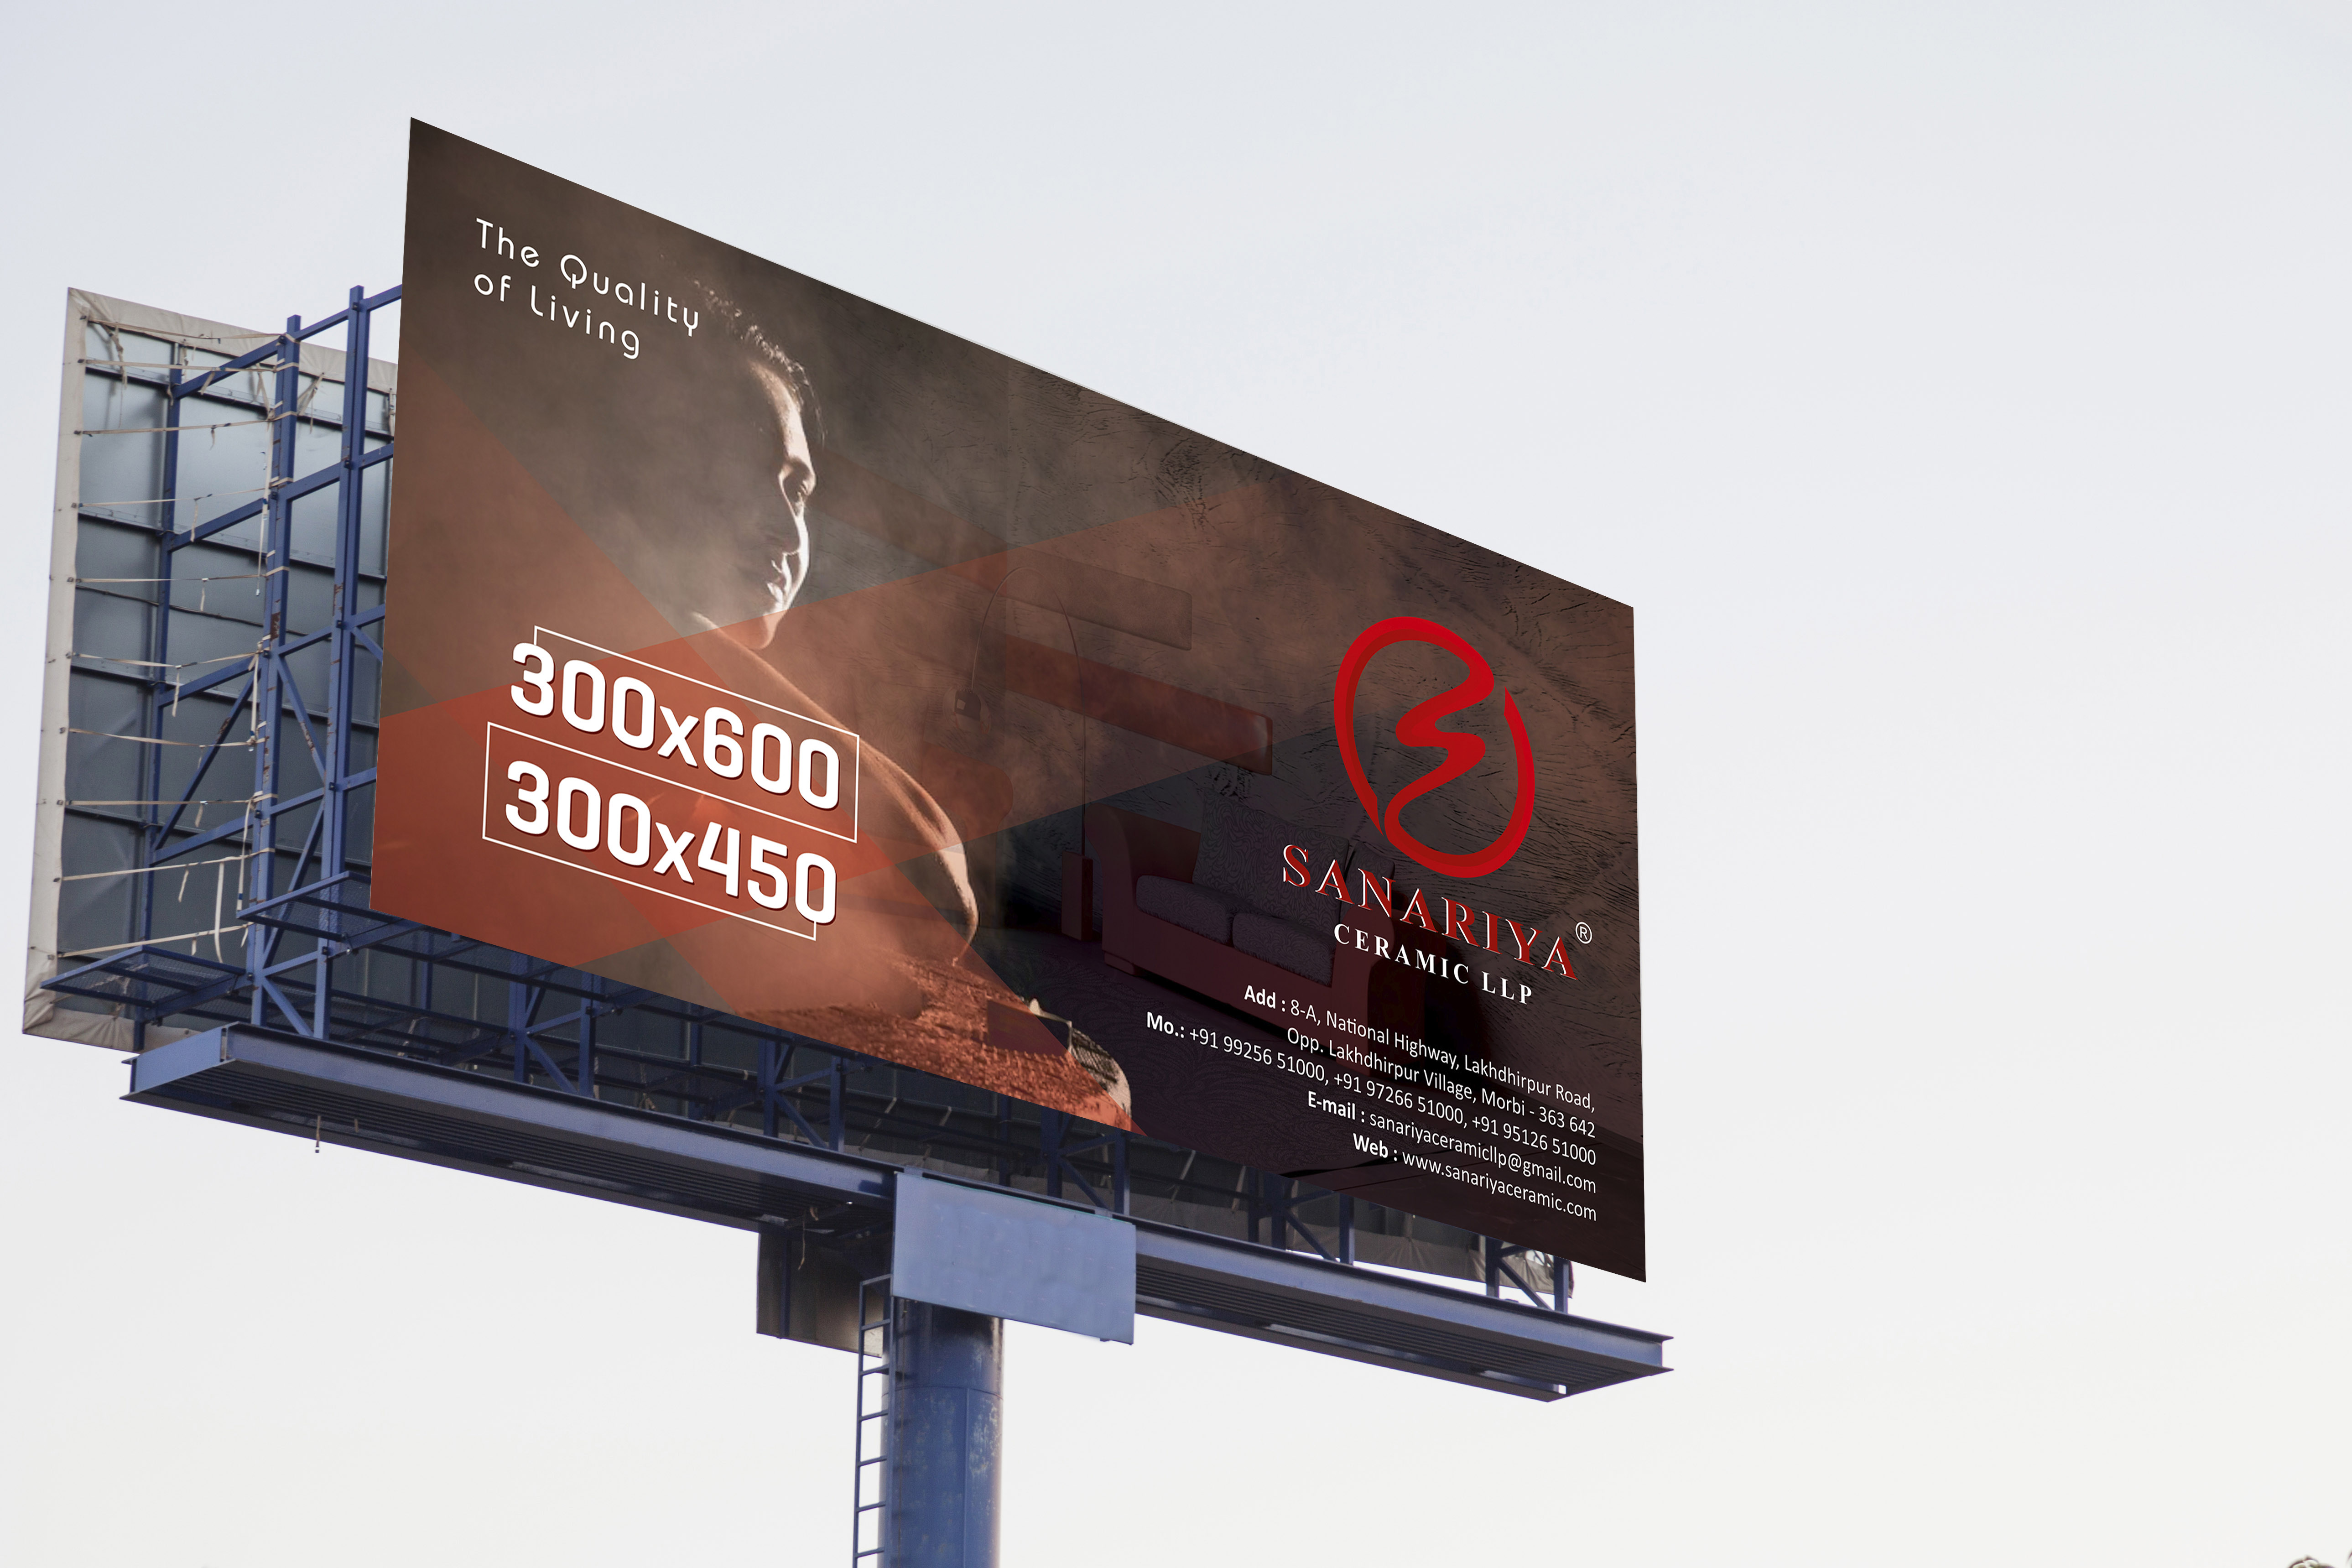 The Quality
of Living
300x600
300x450
SANARIYA®
CERAMIC LLP
Add : 8-A, National Highway, Lakhdhirpur Road,
Opp. Lakhdhirpur Village, Morbi - 363 642
Mo.: +91 99256 51000, +91 97266 51000, +91 95126 51000
E-mail : sanariyaceramicllp@gmail.com
Web : www.sanariyaceramic.com